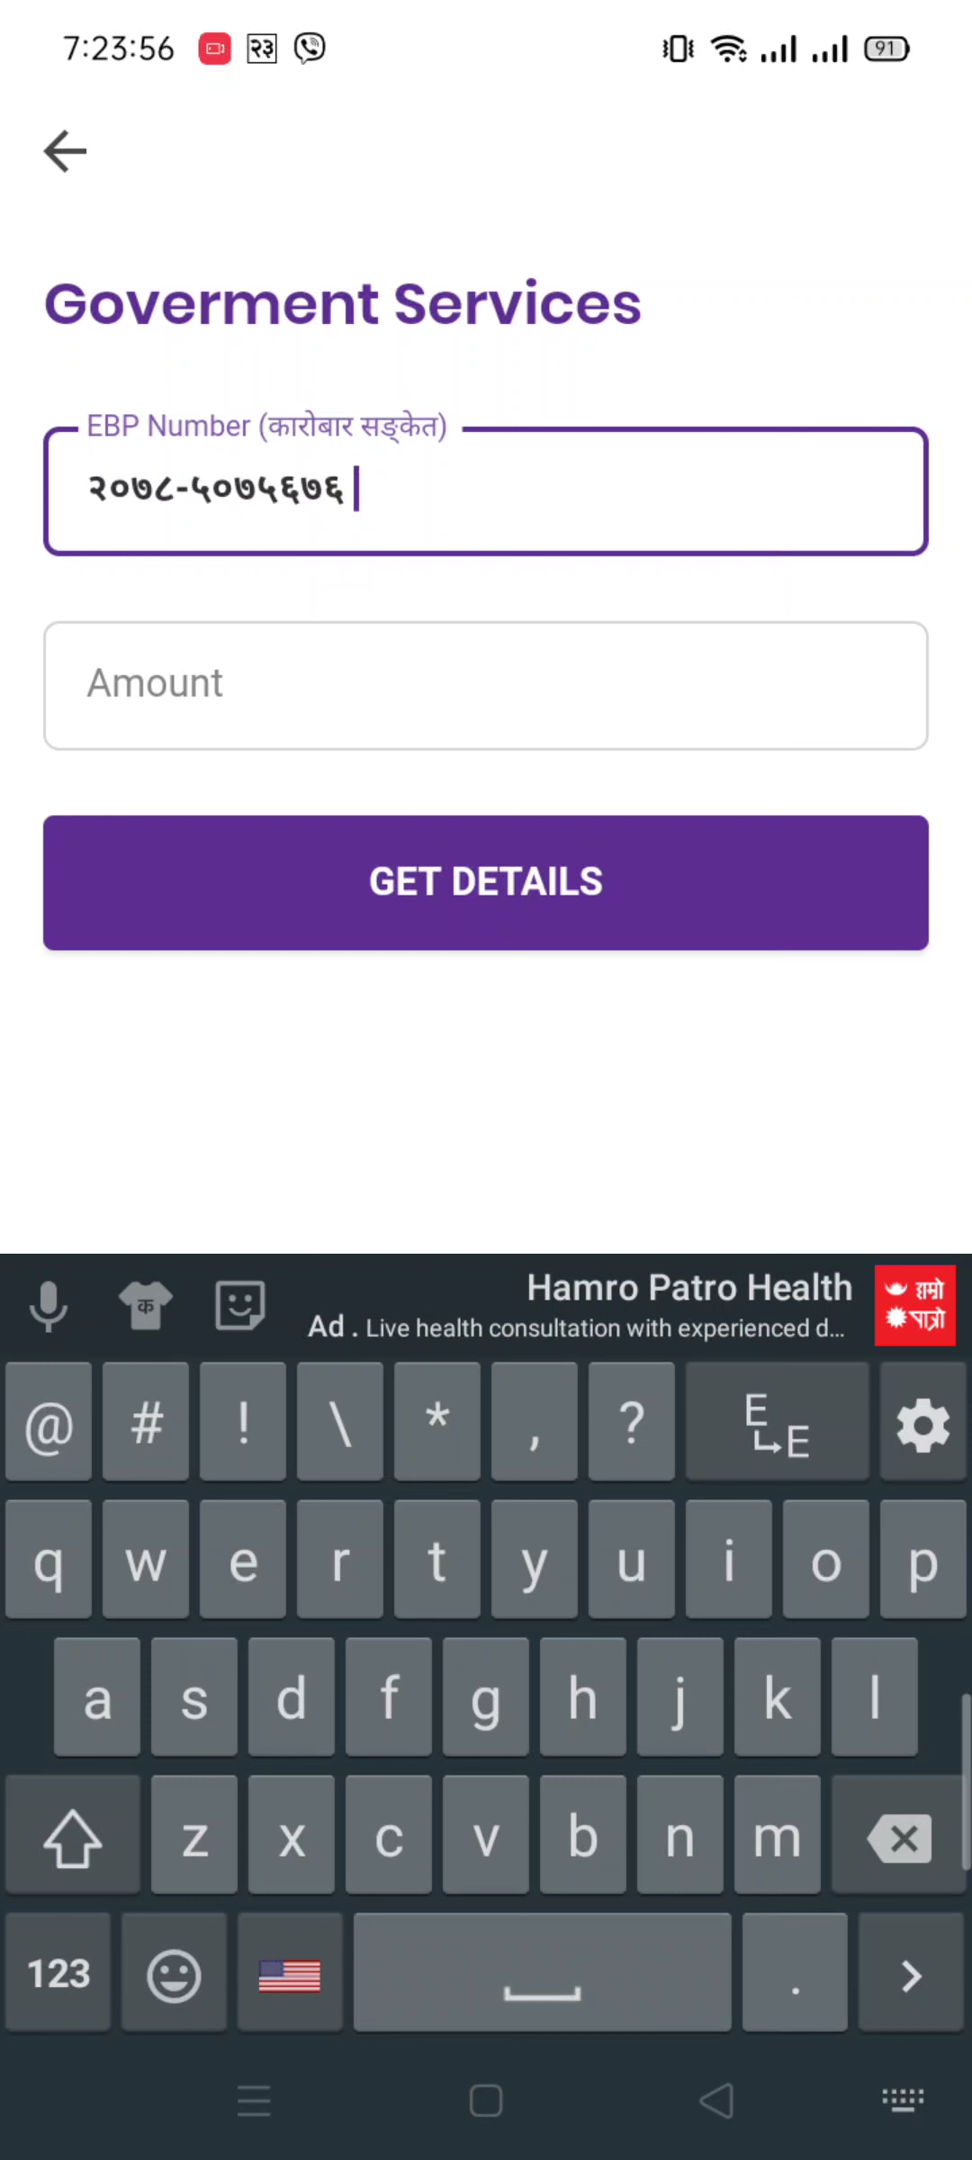 7:23:56 २३ 91
Goverment Services
EBP Number (कारोबार सङ्केत)
२०७८-५०७५६७६
Amount
GET DETAILS
क
Hamro Patro Health
Ad . Live health consultation with experienced d...
हाम्रो
पात्रो
@ # ! \ * , ? E E
q w e r t y u i o p
a s d f g h j k l
z x c v b n m
123 .